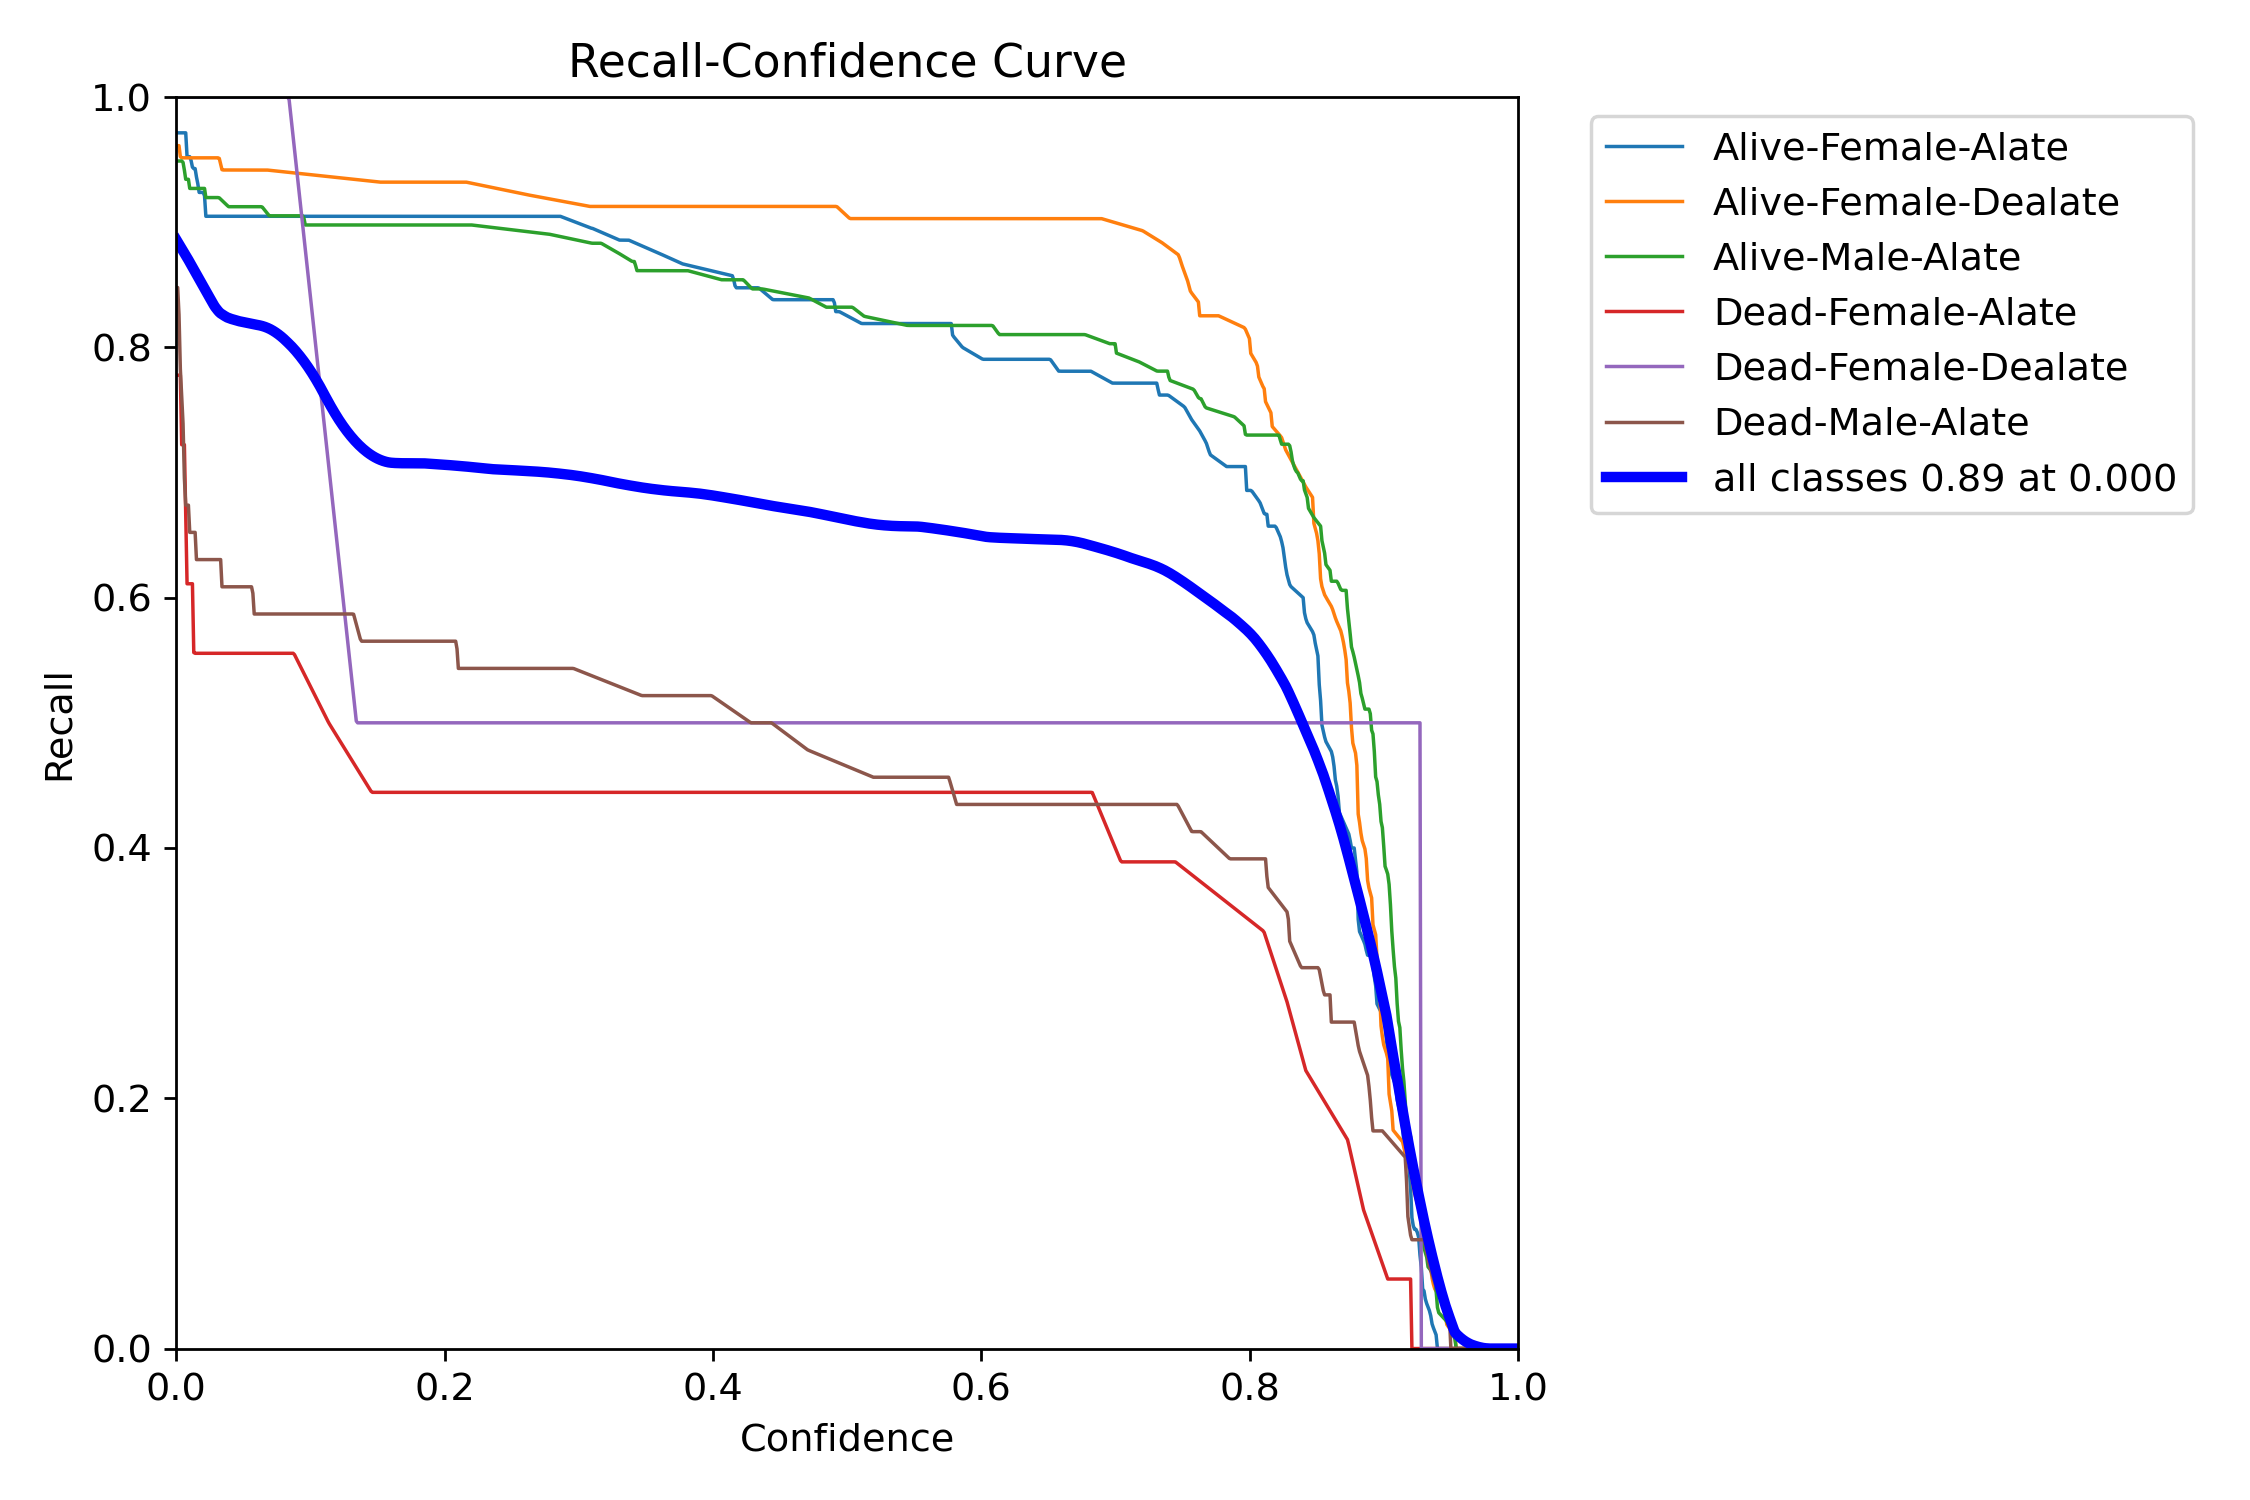 Recall-Confidence Curve
1.0
0.8
0.6
0.4
0.2
0.0
Recall
0.0 0.2 0.4 0.6 0.8 1.0
Confidence
Alive-Female-Alate
Alive-Female-Dealate
Alive-Male-Alate
Dead-Female-Alate
Dead-Female-Dealate
Dead-Male-Alate
all classes 0.89 at 0.000